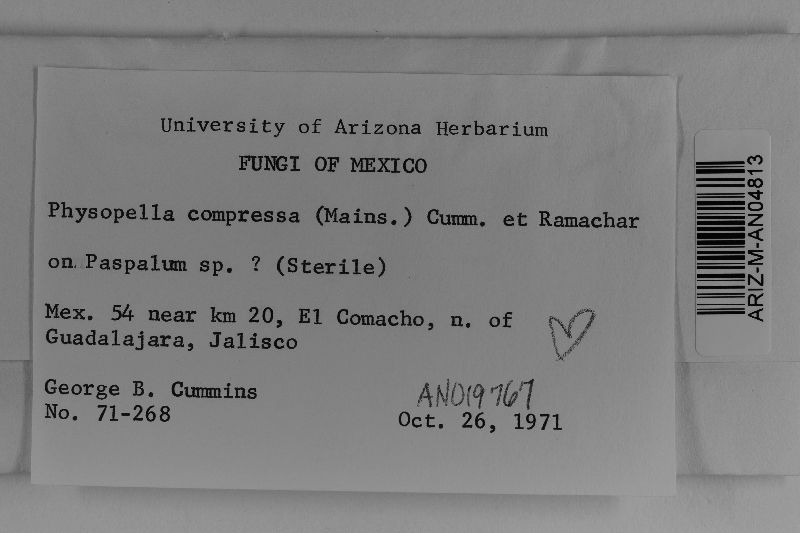 University of Arizona Herbarium
FUNGI OF MEXICO
Physopella compressa (Mains.) Cumm. et Ramachar
on Paspalum sp. ? (Sterile)
Mex. 54 near km 20, El Comacho, n. of
Guadalajara, Jalisco
George B. Cummins
No. 71-268
AN019767
Oct. 26, 1971
ARIZ-M-AN04813